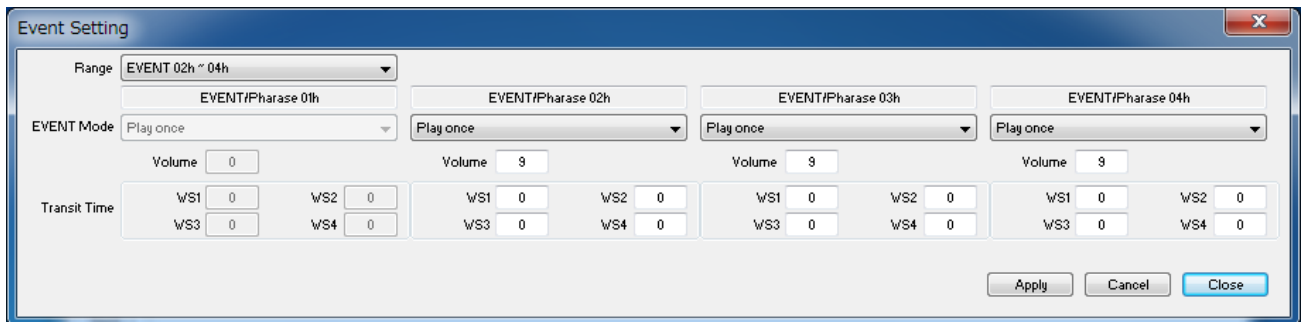 Event Setting
Range EVENT 02h ~ 04h
EVENT/Pharase 01h EVENT/Pharase 02h EVENT/Pharase 03h EVENT/Pharase 04h
EVENT Mode Play once Play once Play once Play once
Volume 0 Volume 9 Volume 9 Volume 9
Transit Time
WS1 0 WS2 0 WS1 0 WS2 0 WS1 0 WS2 0 WS1 0 WS2 0
WS3 0 WS4 0 WS3 0 WS4 0 WS3 0 WS4 0 WS3 0 WS4 0
Apply Cancel Close